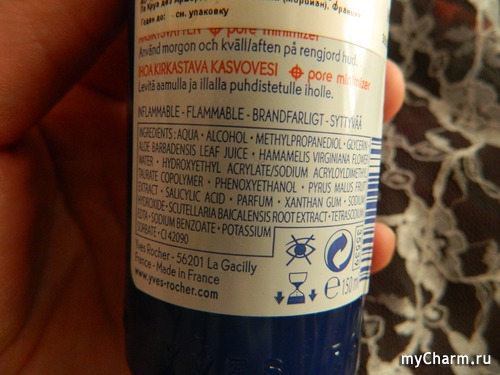 упаковку
pore minimizer
Använd morgon och kväll/aften på rengjord hud.
IHOA KIRKASTAVA KASVOVESI pore minimizer
Levitä aamulla ja illalla puhdistetulle iholle.
INFLAMMABLE - FLAMMABLE - BRANDFARLIGT - SYTTYVÄÄ
INGREDIENTS : AQUA • ALCOHOL • METHYLPROPANEDIOL • GLYCERIN •
ALOE BARBADENSIS LEAF JUICE • HAMAMELIS VIRGINIANA FLOWER
WATER • HYDROXYETHYL ACRYLATE/SODIUM ACRYLOYLDIMETHYL
TAURATE COPOLYMER • PHENOXYETHANOL • PYRUS MALUS FRUIT
EXTRACT • SALICYLIC ACID • PARFUM • XANTHAN GUM • SODIUM
HYDROXIDE • SCUTELLARIA BAICALENSIS ROOT EXTRACT • TETRASODIUM
EDTA • SODIUM BENZOATE • POTASSIUM
SORBATE • CI 42090
Yves Rocher - 56201 La Gacilly
France - Made in France
www.yves-rocher.com
℮ 150 ml
myCharm.ru